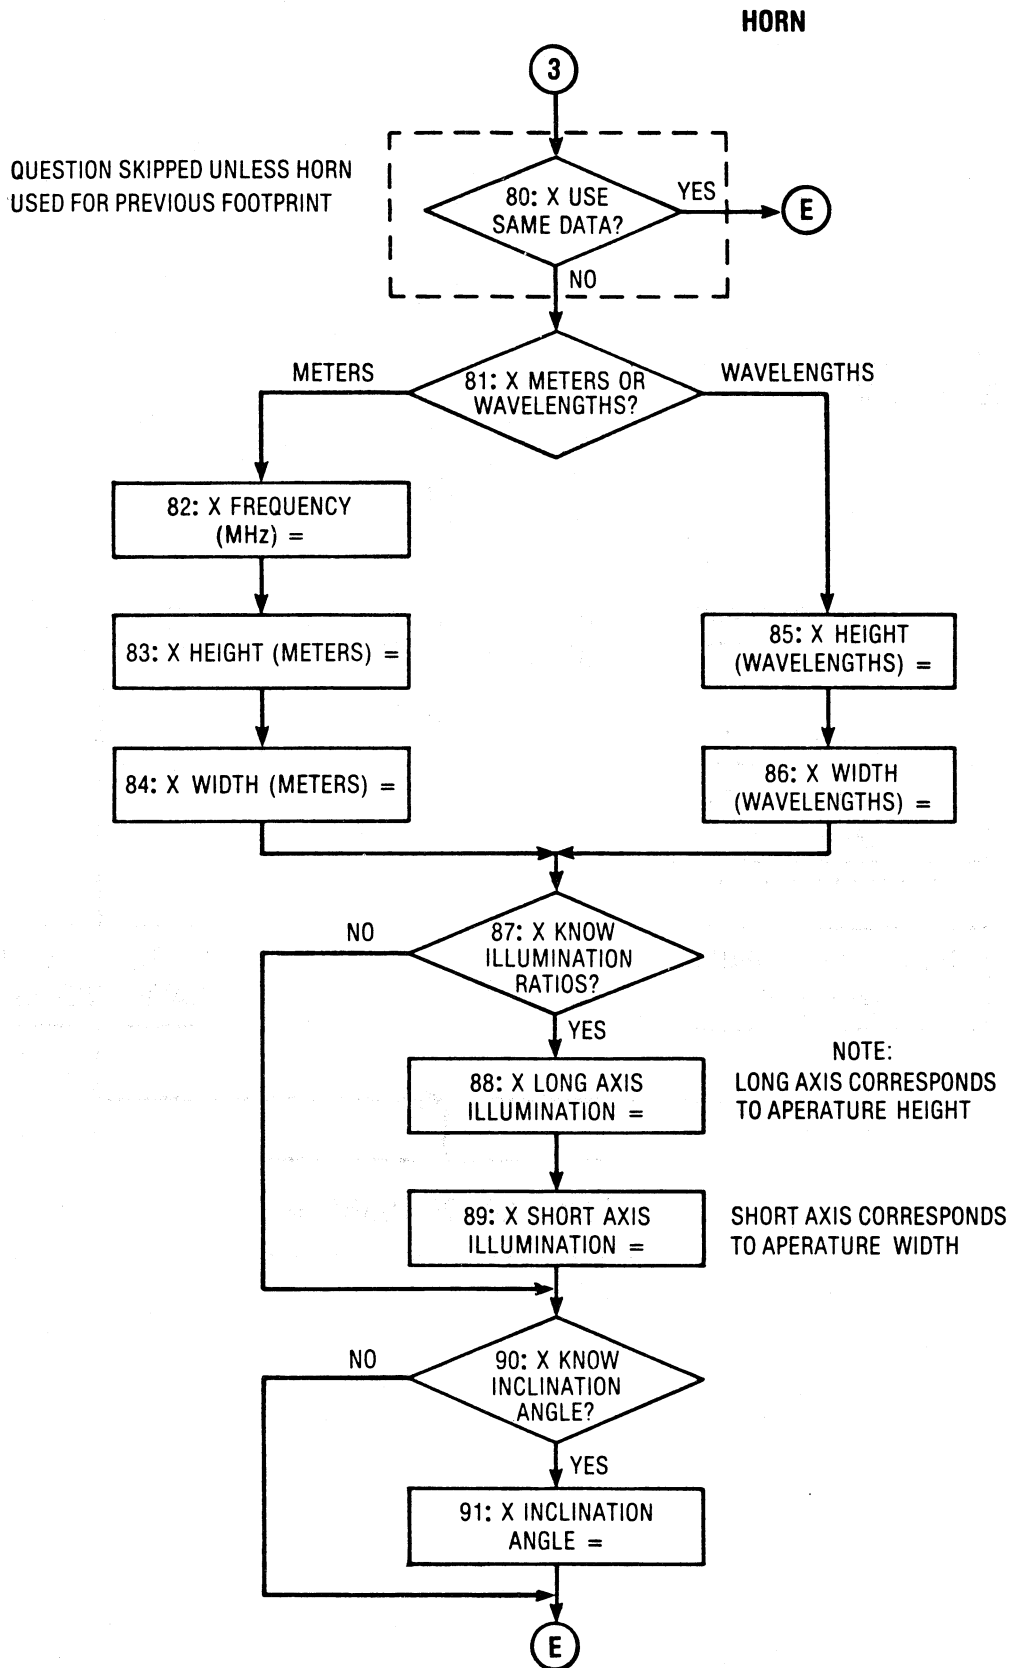 HORN
3
QUESTION SKIPPED UNLESS HORN
USED FOR PREVIOUS FOOTPRINT
80: X USE
SAME DATA?
YES
E
NO
METERS
81: X METERS OR
WAVELENGTHS?
WAVELENGTHS
82: X FREQUENCY
(MHz) =
83: X HEIGHT (METERS) =
85: X HEIGHT
(WAVELENGTHS) =
84: X WIDTH (METERS) =
86: X WIDTH
(WAVELENGTHS) =
NO
87: X KNOW
ILLUMINATION
RATIOS?
YES
88: X LONG AXIS
ILLUMINATION =
NOTE:
LONG AXIS CORRESPONDS
TO APERATURE HEIGHT
89: X SHORT AXIS
ILLUMINATION =
SHORT AXIS CORRESPONDS
TO APERATURE WIDTH
NO
90: X KNOW
INCLINATION
ANGLE?
YES
91: X INCLINATION
ANGLE =
E